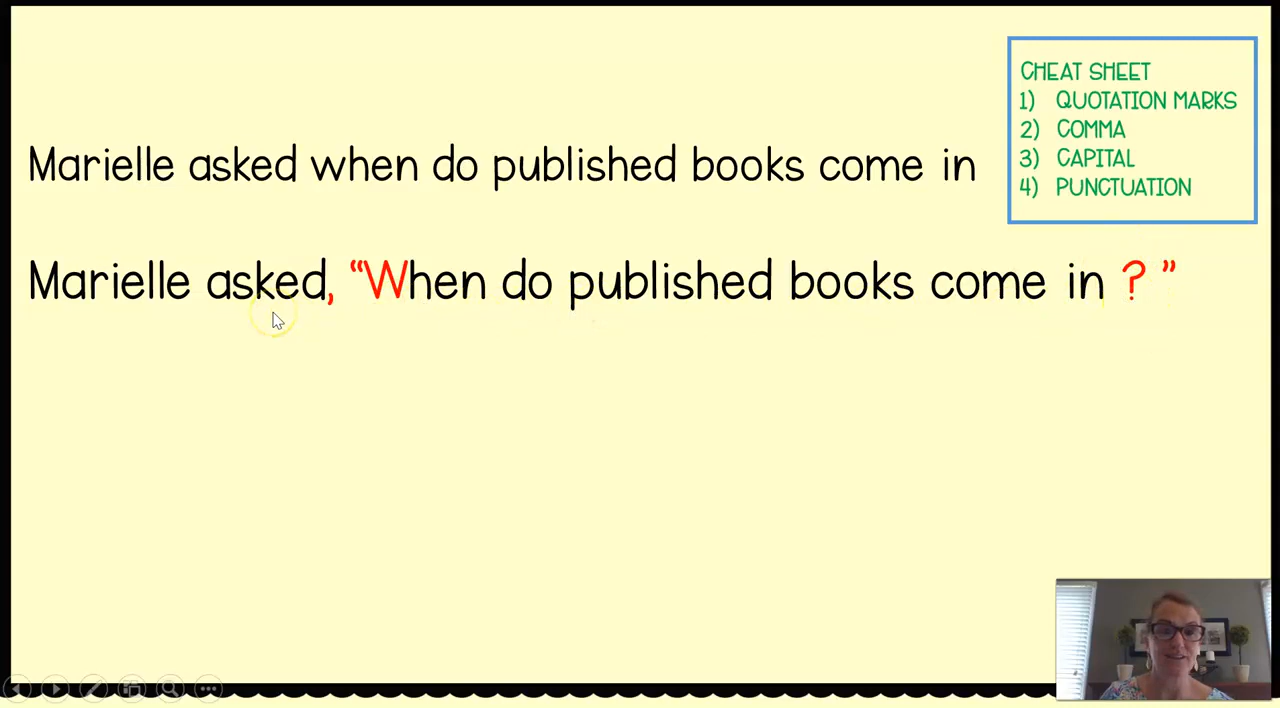 CHEAT SHEET
1) QUOTATION MARKS
2) COMMA
3) CAPITAL
4) PUNCTUATION
Marielle asked when do published books come in
Marielle asked, “When do published books come in ? ”